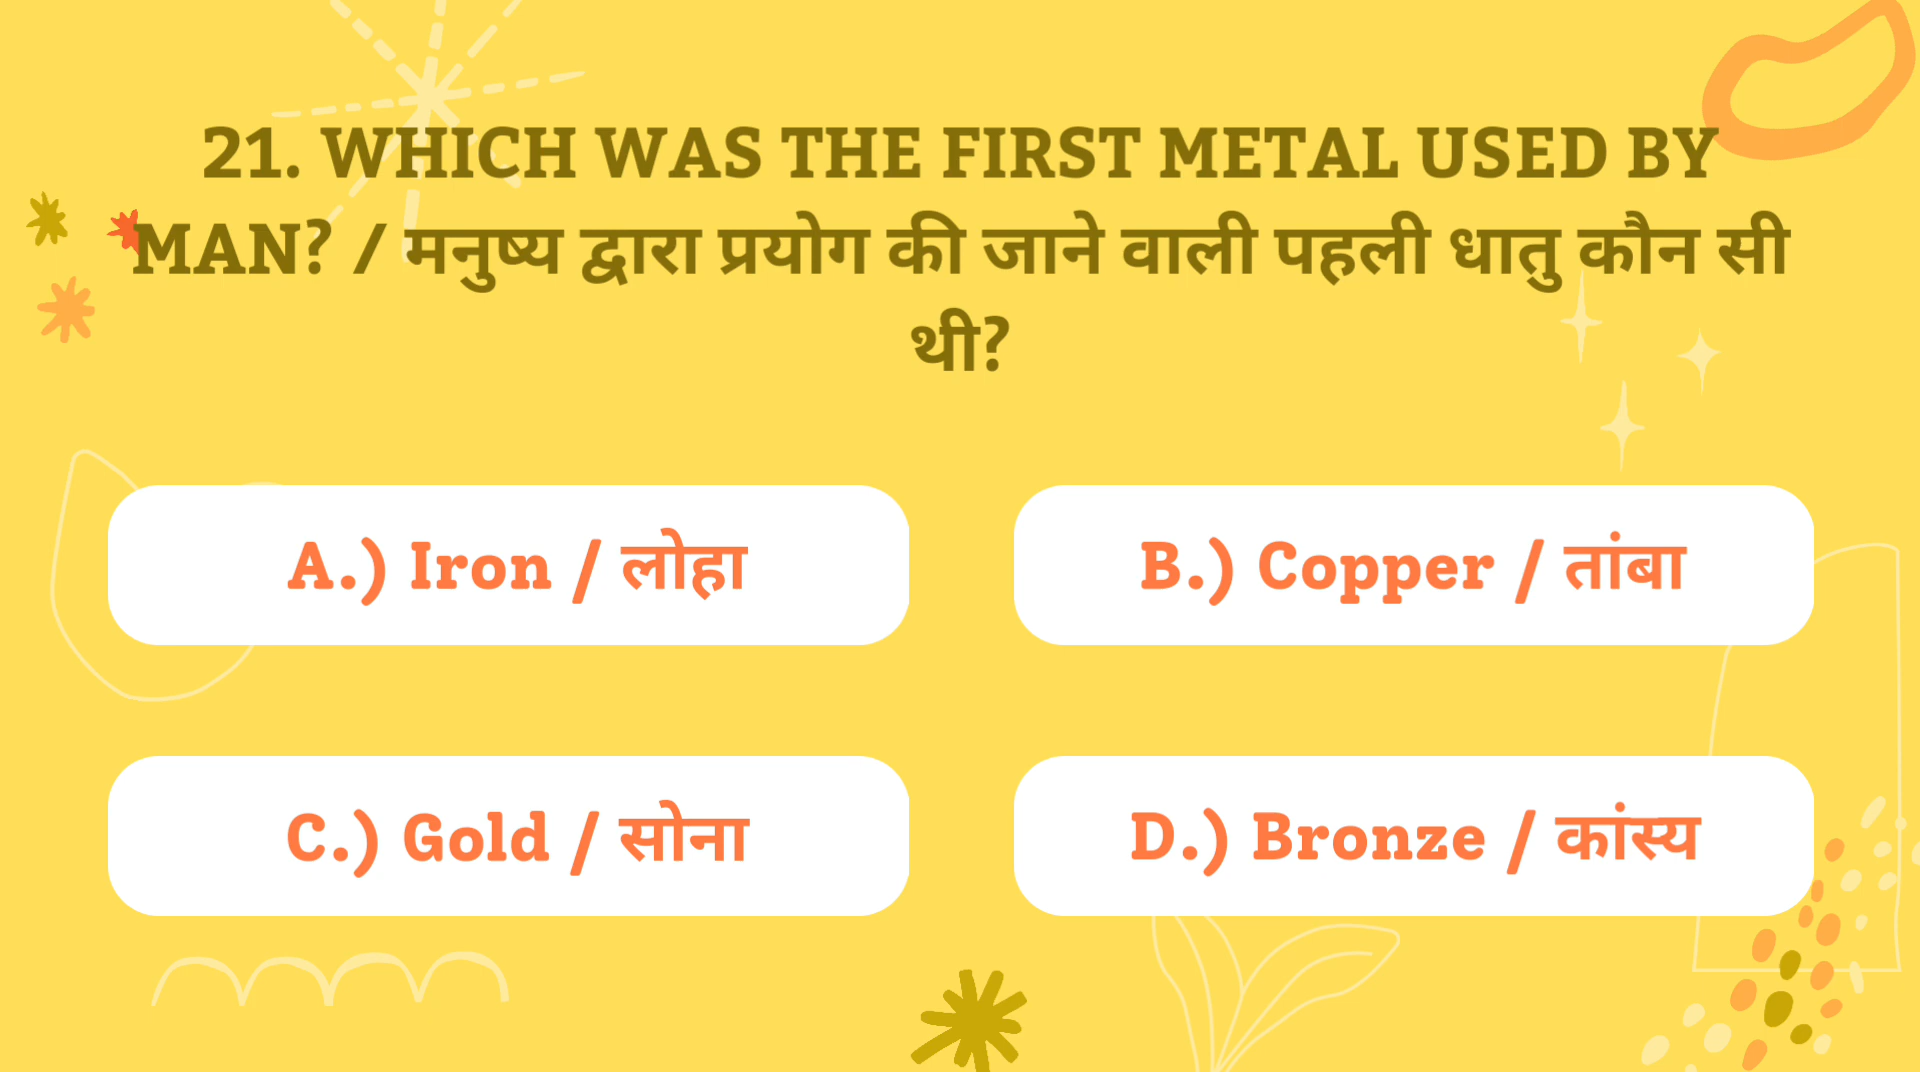 21. WHICH WAS THE FIRST METAL USED BY
MAN? / मनुष्य द्वारा प्रयोग की जाने वाली पहली धातु कौन सी
थी?
A.) Iron / लोहा
B.) Copper / तांबा
C.) Gold / सोना
D.) Bronze / कांस्य